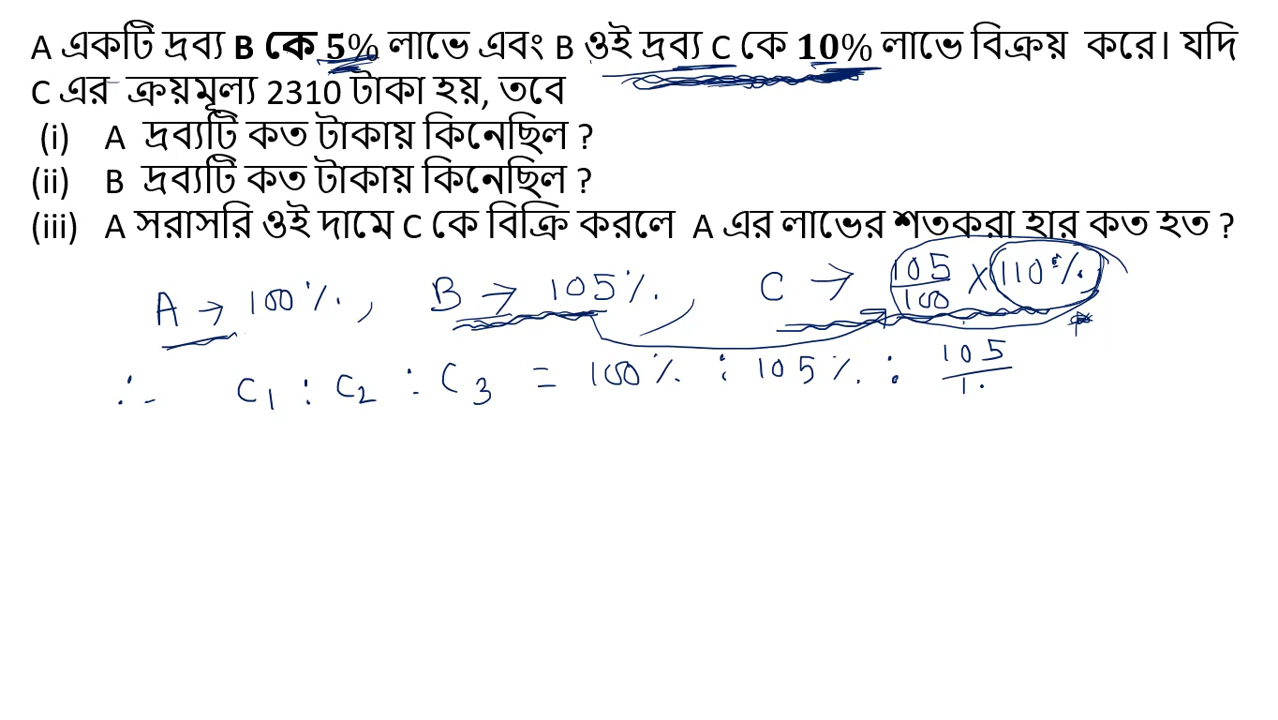 A একটি দ্রব্য B কে 5% লাভে এবং B ওই দ্রব্য C কে 10% লাভে বিক্রয় করে। যদি
C এর ক্রয়মূল্য 2310 টাকা হয়, তবে
(i) A দ্রব্যটি কত টাকায় কিনেছিল ?
(ii) B দ্রব্যটি কত টাকায় কিনেছিল ?
(iii) A সরাসরি ওই দামে C কে বিক্রি করলে A এর লাভের শতকরা হার কত হত ?
A → 100%, B → 105%, C → 105/100 × 110%
∴ C₁ : C₂ : C₃ = 100% : 105% : 105/1